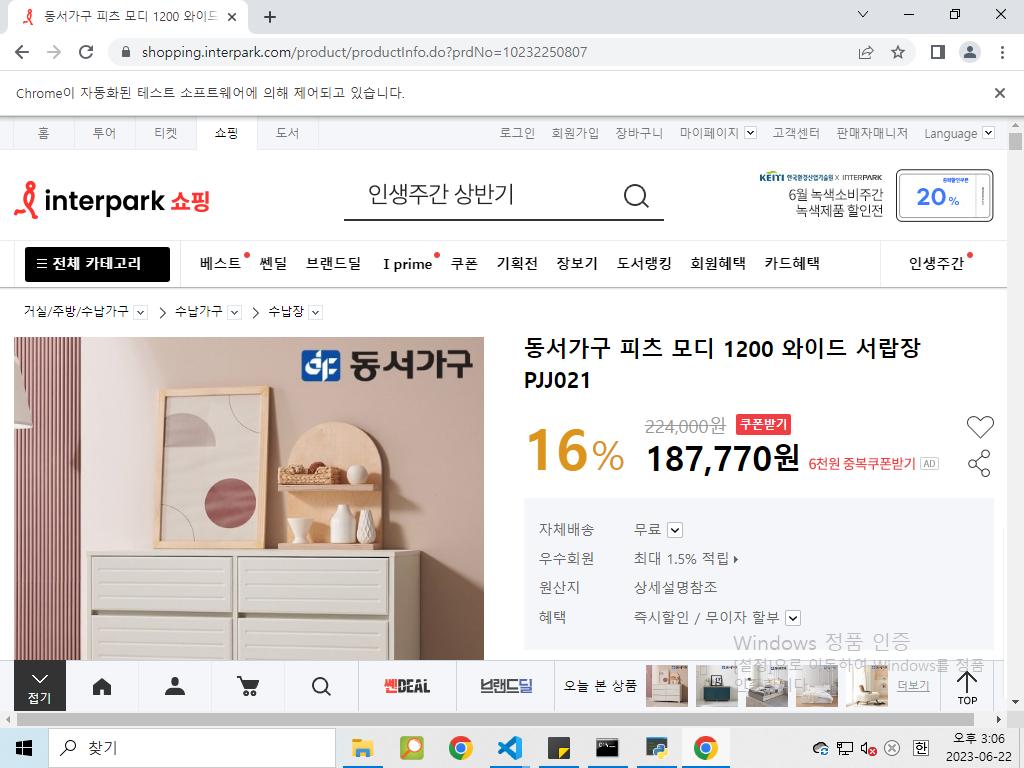 동서가구 피츠 모디 1200 와이드
shopping.interpark.com/product/productInfo.do?prdNo=10232250807
Chrome이 자동화된 테스트 소프트웨어에 의해 제어되고 있습니다.
홈 투어 티켓 쇼핑 도서 로그인 회원가입 장바구니 마이페이지 고객센터 판매자매니저 Language
interpark 쇼핑
인생주간 상반기
KEITI 한국환경산업기술원 X INTERPARK
6월 녹색소비주간
녹색제품 할인전
중복할인쿠폰
20%
전체 카테고리 베스트 쎈딜 브랜드딜 I prime 쿠폰 기획전 장보기 도서랭킹 회원혜택 카드혜택 인생주간
거실/주방/수납가구 수납가구 수납장
동서가구
동서가구 피츠 모디 1200 와이드 서랍장
PJJ021
16%
224,000원 쿠폰받기
187,770원 6천원 중복쿠폰받기 AD
자체배송 무료
우수회원 최대 1.5% 적립
원산지 상세설명참조
혜택 즉시할인 / 무이자 할부
Windows 정품 인증
[설정]으로 이동하여 Windows를 정품
접기 쎈DEAL 브랜드딜 오늘 본 상품 더보기 TOP
찾기
한
오후 3:06
2023-06-22